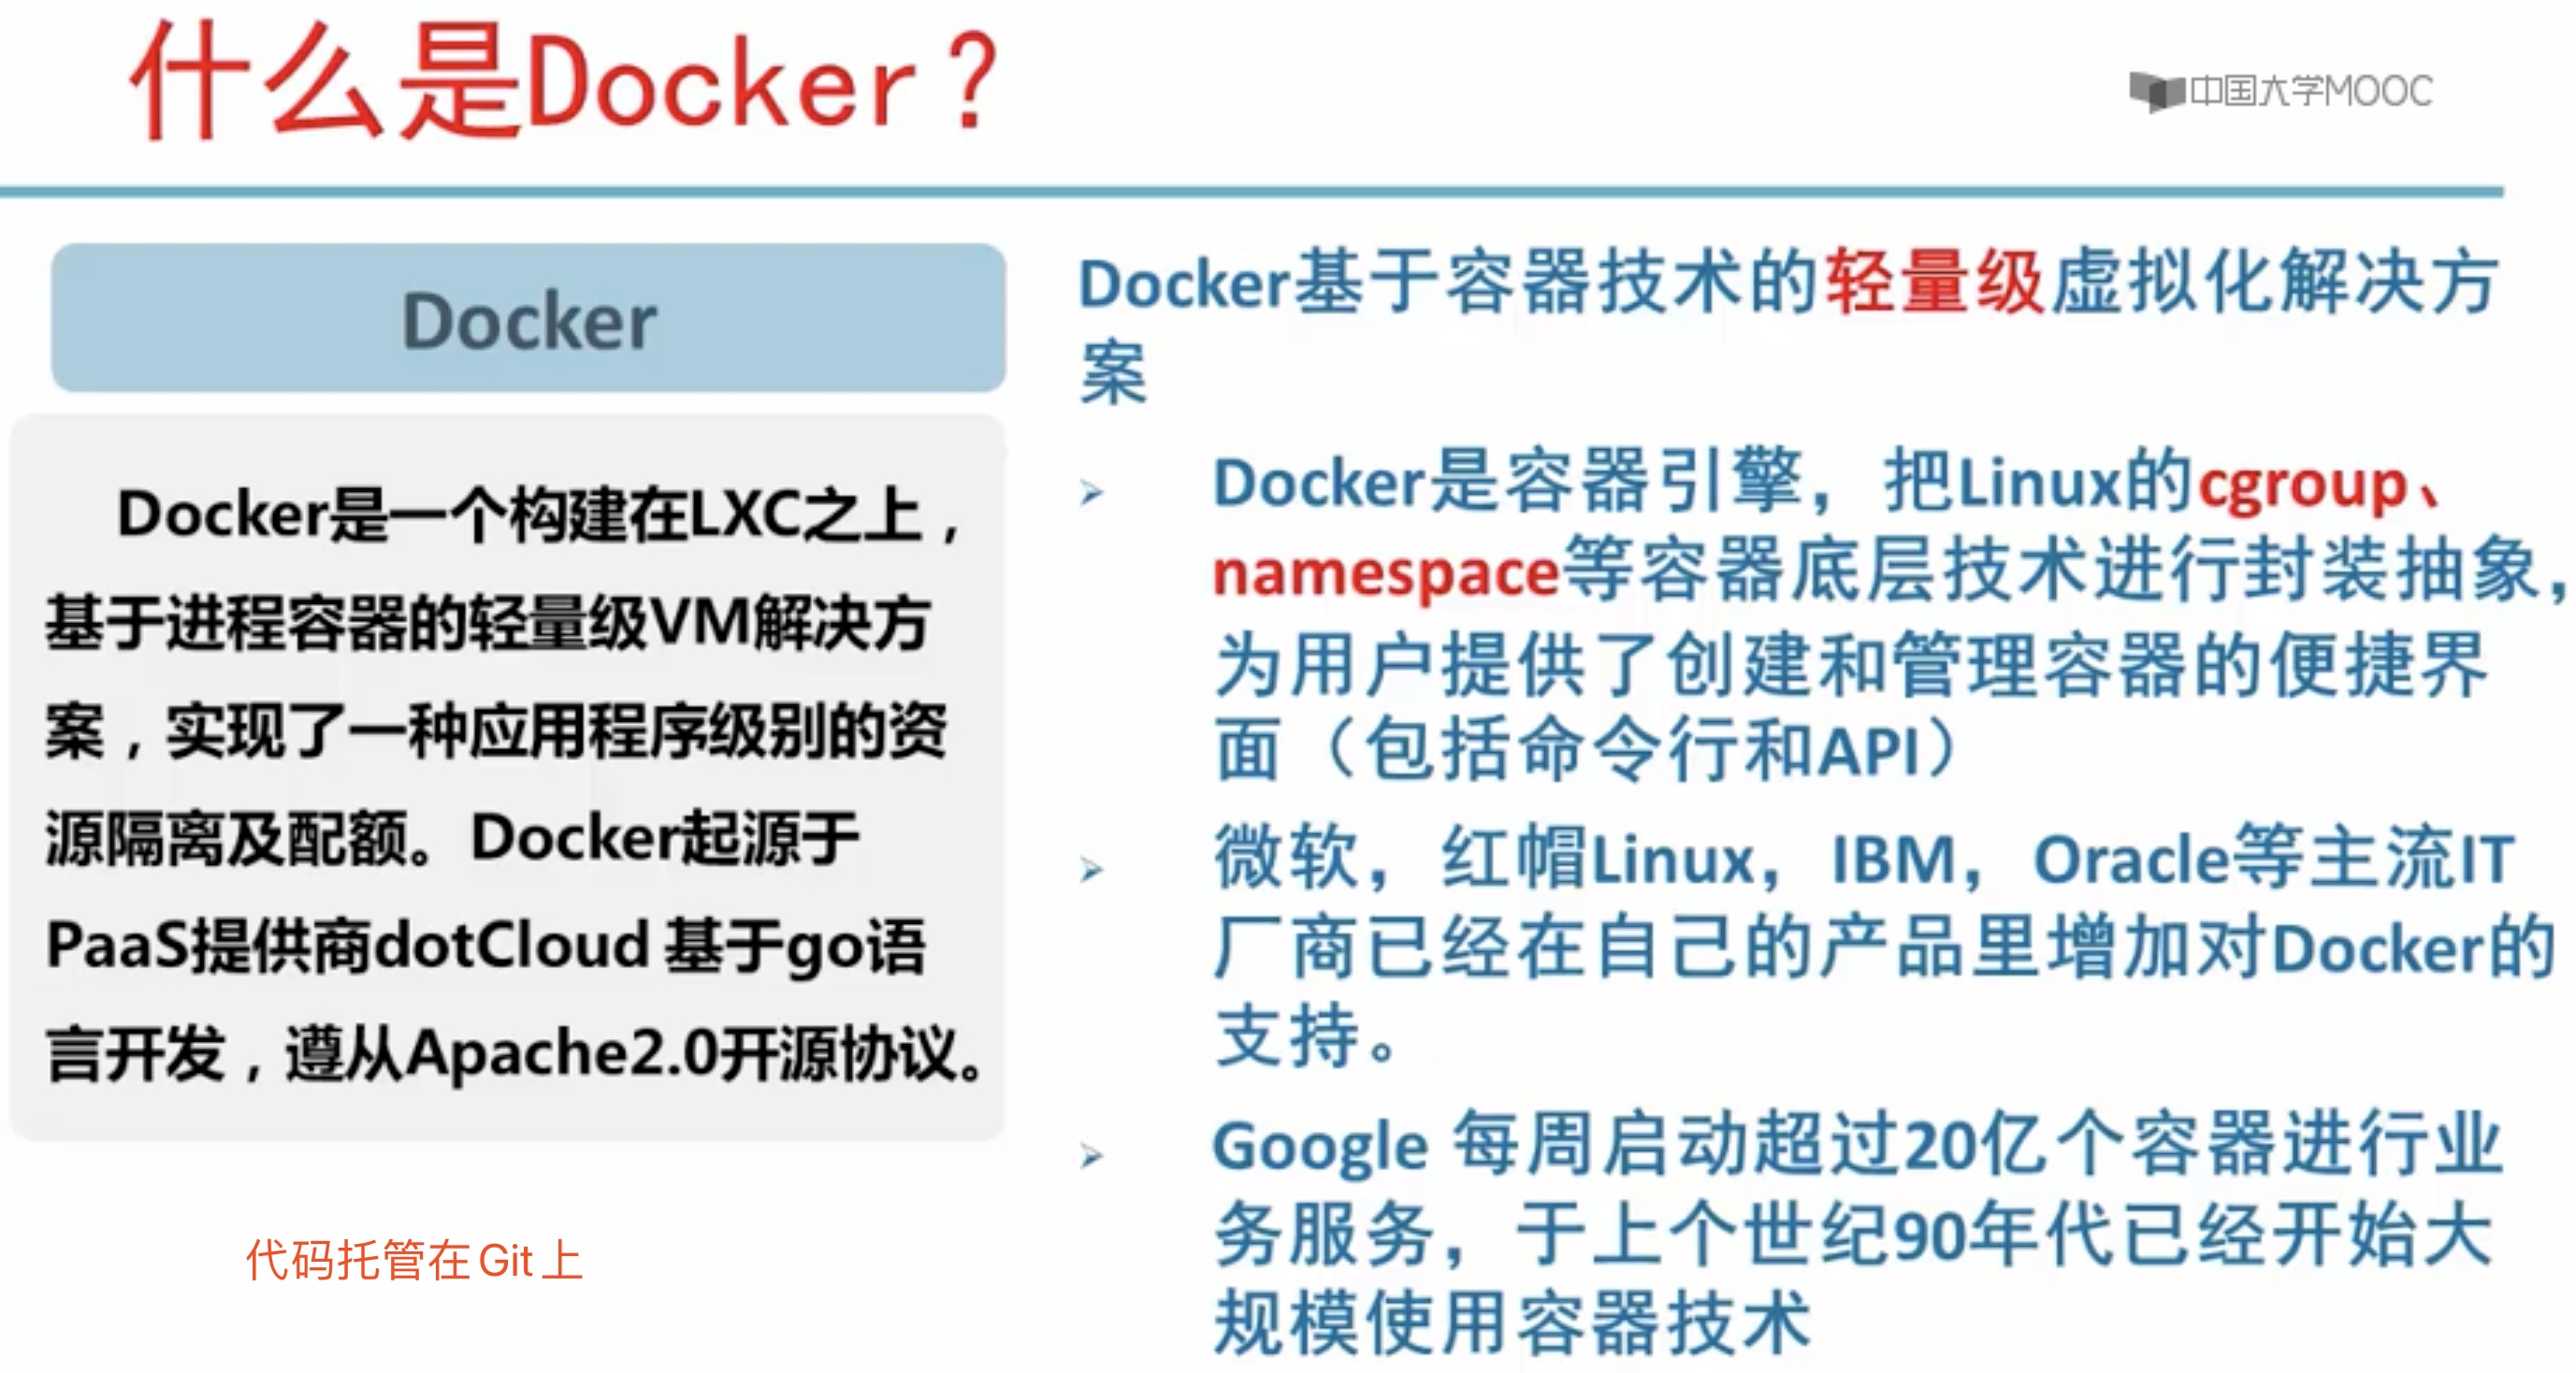 什么是Docker？
中国大学MOOC
Docker
Docker是一个构建在LXC之上，
基于进程容器的轻量级VM解决方
案，实现了一种应用程序级别的资
源隔离及配额。Docker起源于
PaaS提供商dotCloud 基于go语
言开发，遵从Apache2.0开源协议。
代码托管在Git上
Docker基于容器技术的轻量级虚拟化解决方
案
➢ Docker是容器引擎，把Linux的cgroup、
namespace等容器底层技术进行封装抽象，
为用户提供了创建和管理容器的便捷界
面（包括命令行和API）
➢ 微软，红帽Linux，IBM，Oracle等主流IT
厂商已经在自己的产品里增加对Docker的
支持。
➢ Google 每周启动超过20亿个容器进行业
务服务，于上个世纪90年代已经开始大
规模使用容器技术